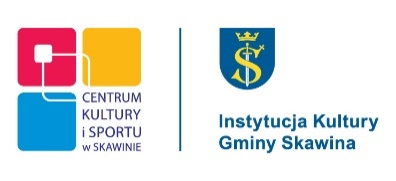 CENTRUM
KULTURY
i SPORTU
w SKAWINIE
S
Instytucja Kultury
Gminy Skawina